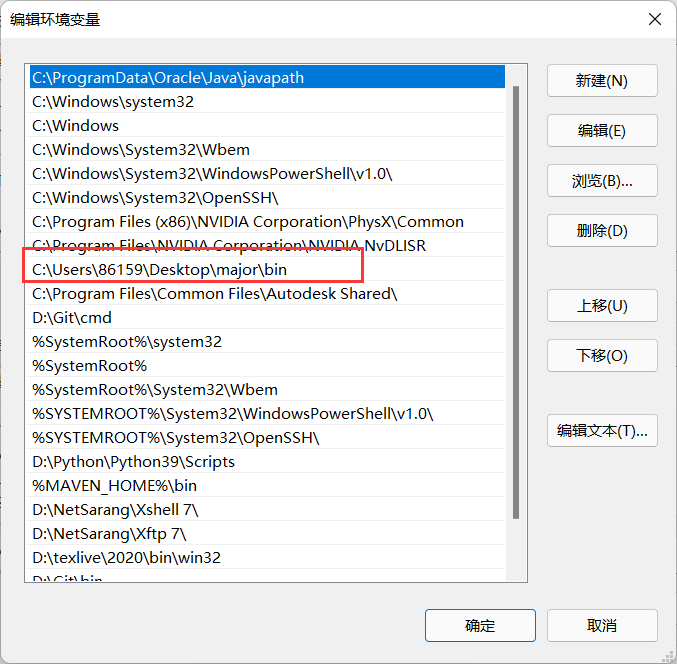 编辑环境变量
C:\ProgramData\Oracle\Java\javapath
C:\Windows\system32
C:\Windows
C:\Windows\System32\Wbem
C:\Windows\System32\WindowsPowerShell\v1.0\
C:\Windows\System32\OpenSSH\
C:\Program Files (x86)\NVIDIA Corporation\PhysX\Common
C:\Program Files\NVIDIA Corporation\NVIDIA NvDLISR
C:\Users\86159\Desktop\major\bin
C:\Program Files\Common Files\Autodesk Shared\
D:\Git\cmd
%SystemRoot%\system32
%SystemRoot%
%SystemRoot%\System32\Wbem
%SYSTEMROOT%\System32\WindowsPowerShell\v1.0\
%SYSTEMROOT%\System32\OpenSSH\
D:\Python\Python39\Scripts
%MAVEN_HOME%\bin
D:\NetSarang\Xshell 7\
D:\NetSarang\Xftp 7\
D:\texlive\2020\bin\win32
D:\Git\bin
新建(N)
编辑(E)
浏览(B)...
删除(D)
上移(U)
下移(O)
编辑文本(T)...
确定
取消